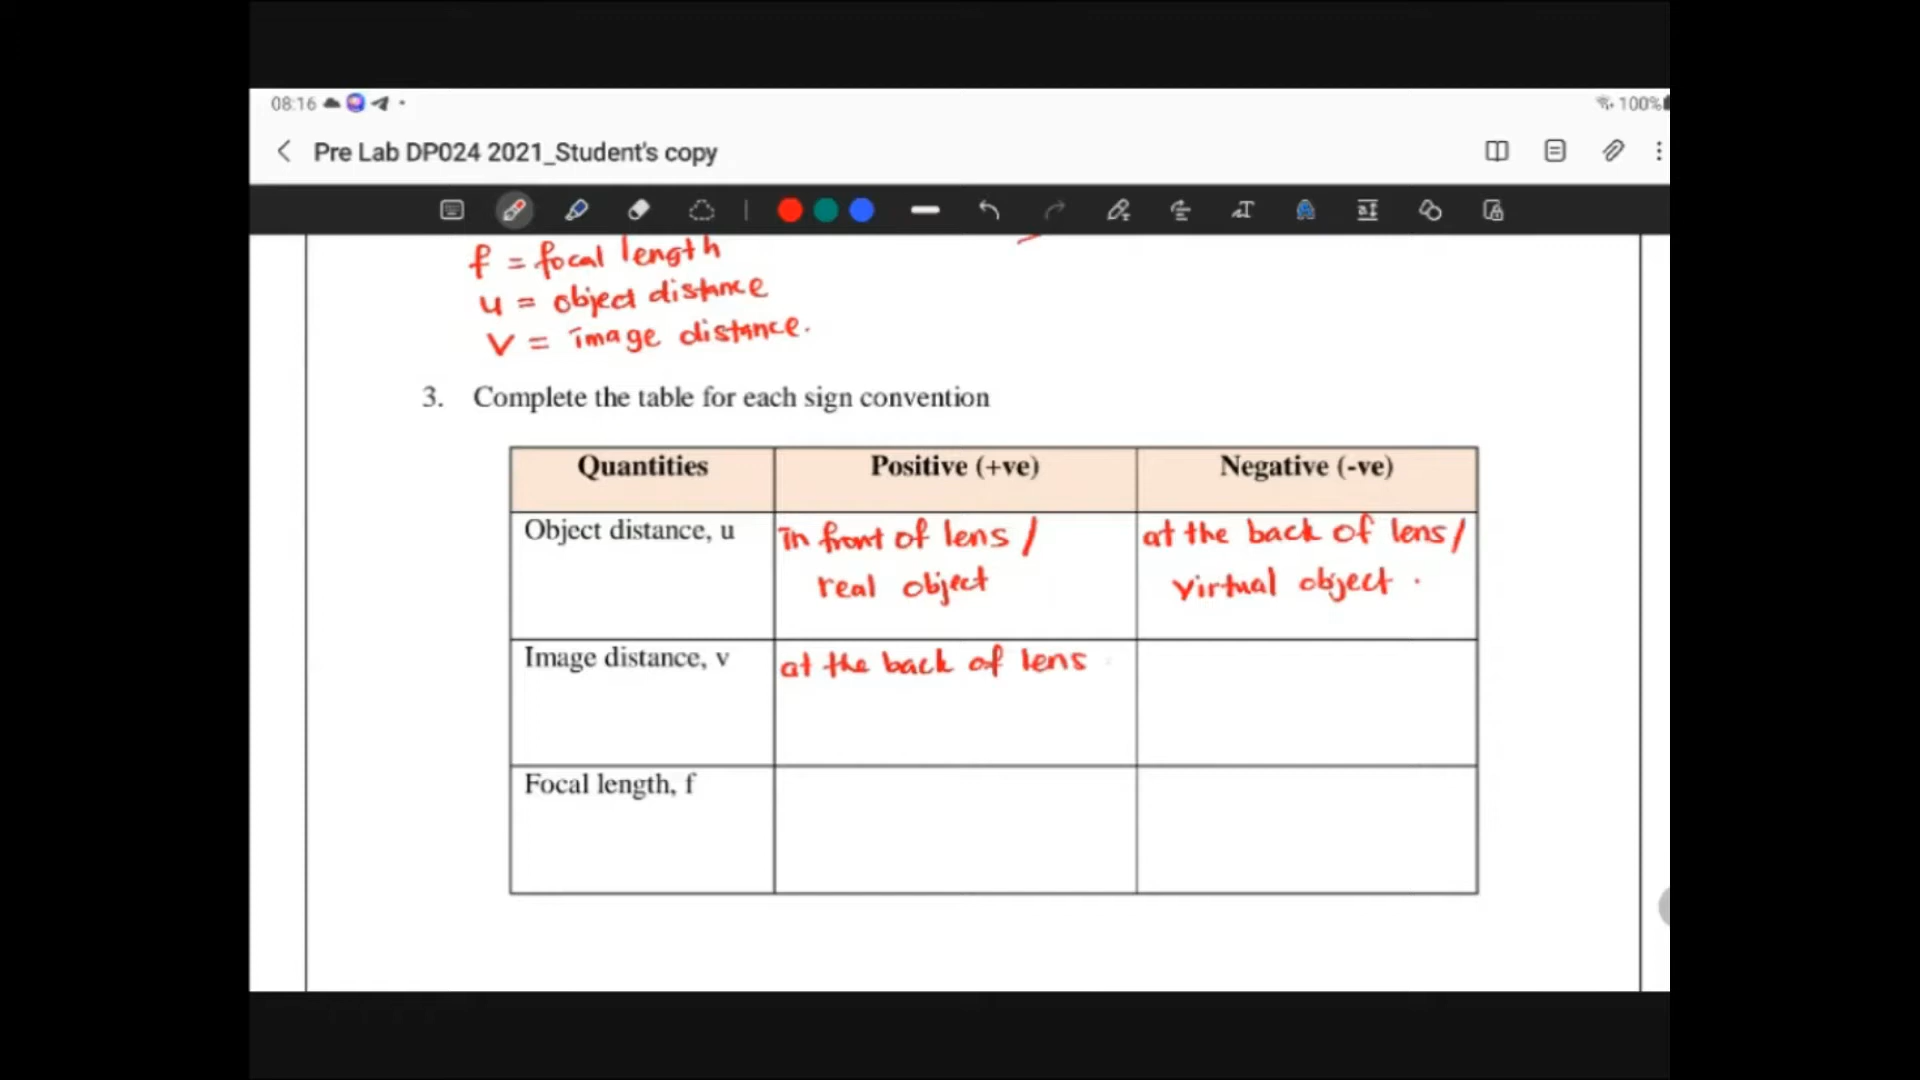 08:16
100%
Pre Lab DP024 2021_Student's copy
f = focal length
u = object distance
v = image distance.
3. Complete the table for each sign convention
Quantities Positive (+ve) Negative (-ve)
Object distance, u in front of lens / at the back of lens/
real object virtual object.
Image distance, v at the back of lens
Focal length, f